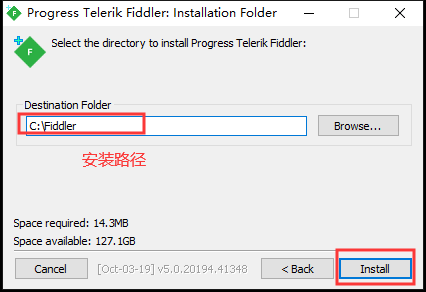 Progress Telerik Fiddler: Installation Folder
F
Select the directory to install Progress Telerik Fiddler:
Destination Folder
C:\Fiddler
Browse...
安装路径
Space required: 14.3MB
Space available: 127.1GB
Cancel
[Oct-03-19] v5.0.20194.41348
< Back
Install